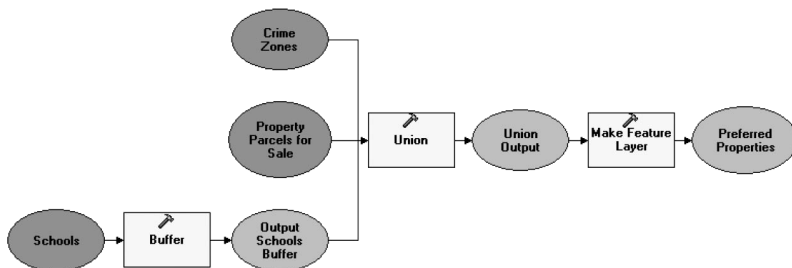 Crime
Zones
Property
Parcels for
Sale
Union
Union
Output
Make Feature
Layer
Preferred
Properties
Schools
Buffer
Output
Schools
Buffer